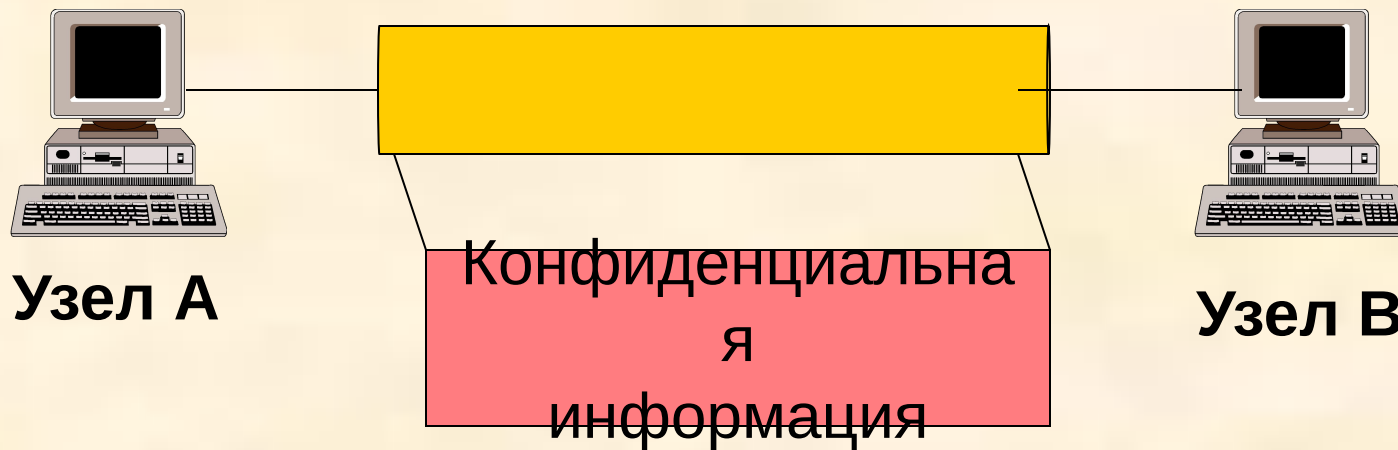 Конфиденциальна
я
информация
Узел А
Узел В